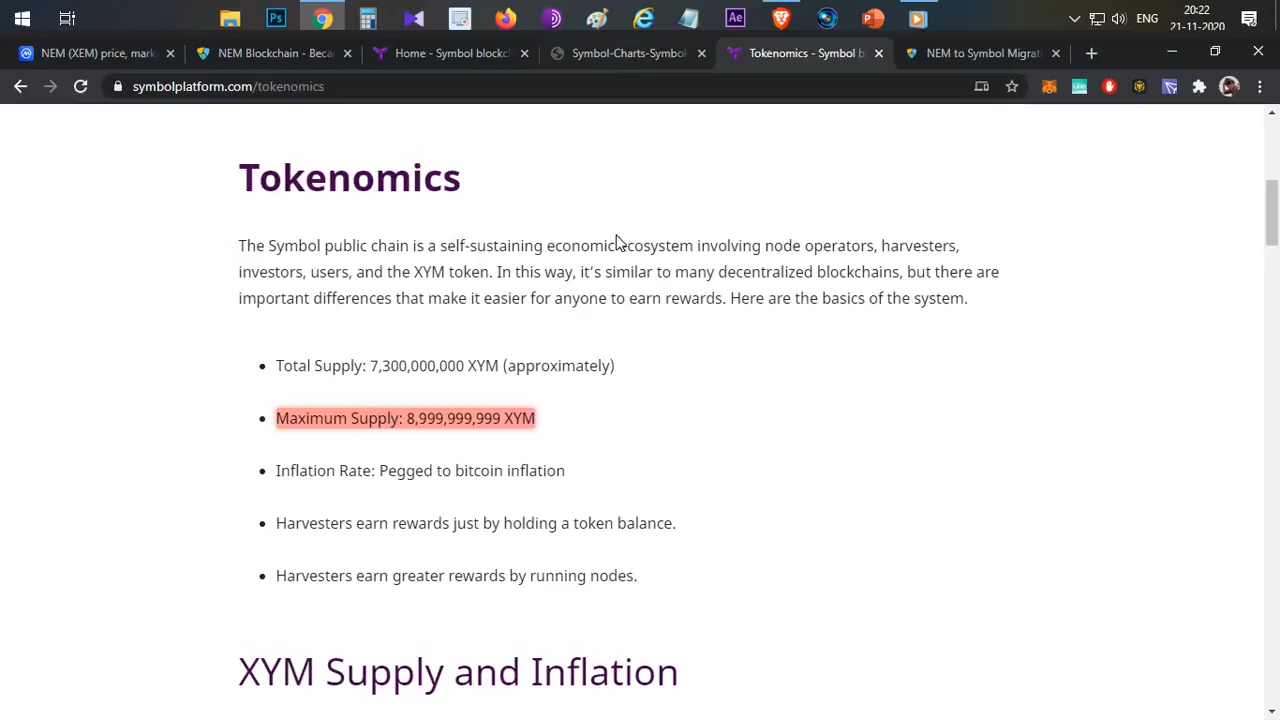 20:22
ENG
21-11-2020
Ps
Ae
NEM (XEM) price, mark
NEM Blockchain - Beca
Home - Symbol blockch
Symbol-Charts-Symbol
Tokenomics - Symbol b
NEM to Symbol Migrat
symbolplatform.com/tokenomics
Tokenomics
The Symbol public chain is a self-sustaining economic ecosystem involving node operators, harvesters,
investors, users, and the XYM token. In this way, it’s similar to many decentralized blockchains, but there are
important differences that make it easier for anyone to earn rewards. Here are the basics of the system.
Total Supply: 7,300,000,000 XYM (approximately)
Maximum Supply: 8,999,999,999 XYM
Inflation Rate: Pegged to bitcoin inflation
Harvesters earn rewards just by holding a token balance.
Harvesters earn greater rewards by running nodes.
XYM Supply and Inflation